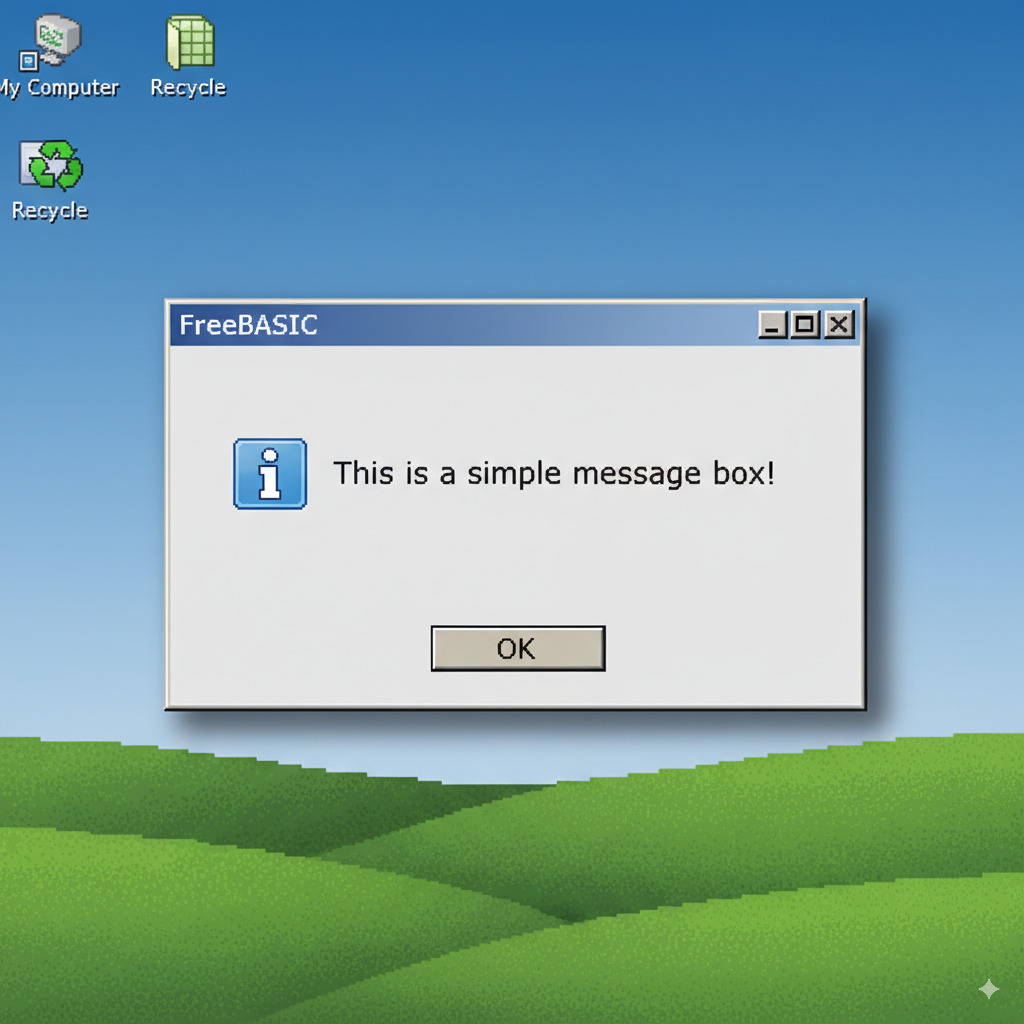 My Computer
Recycle
Recycle
FreeBASIC
This is a simple message box!
OK